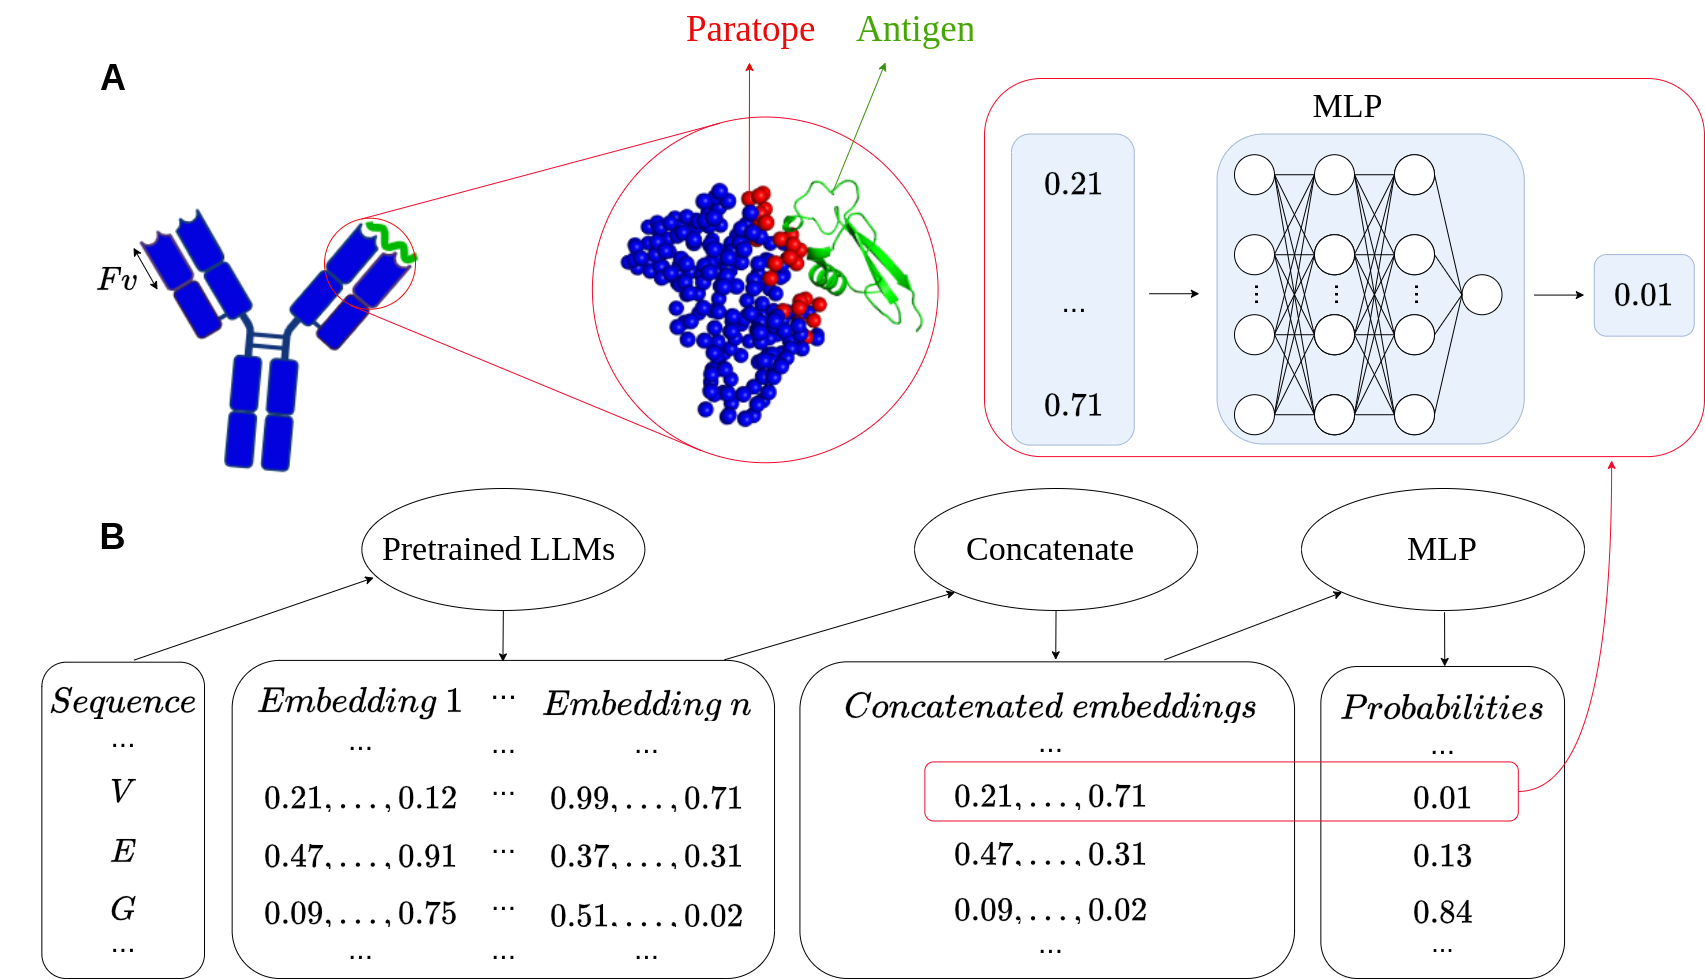 Paratope Antigen
A
MLP
0.21
...
0.71
⋮ ⋮ ⋮
0.01
Fv
B
Pretrained LLMs
Concatenate
MLP
Sequence
...
V
E
G
...
Embedding 1 ... Embedding n
... ... ...
0.21, . . . , 0.12 ... 0.99, . . . , 0.71
0.47, . . . , 0.91 ... 0.37, . . . , 0.31
0.09, . . . , 0.75 ... 0.51, . . . , 0.02
... ... ...
Concatenated embeddings
...
0.21, . . . , 0.71
0.47, . . . , 0.31
0.09, . . . , 0.02
...
Probabilities
...
0.01
0.13
0.84
...